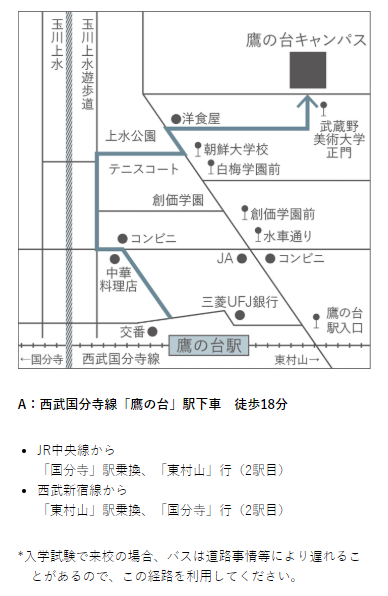 玉川上水
玉川上水遊歩道
鷹の台キャンパス
洋食屋
武蔵野
美術大学
正門
上水公園
朝鮮大学校
白梅学園前
テニスコート
創価学園
創価学園前
水車通り
コンビニ
JA
コンビニ
中華
料理店
三菱UFJ銀行
鷹の台
駅入口
交番
鷹の台駅
←国分寺
西武国分寺線
東村山→
A：西武国分寺線「鷹の台」駅下車　徒歩18分
• JR中央線から
「国分寺」駅乗換、「東村山」行（2駅目）
• 西武新宿線から
「東村山」駅乗換、「国分寺」行（2駅目）
*入学試験で来校の場合、バスは道路事情等により遅れるこ
とがあるので、この経路を利用してください。